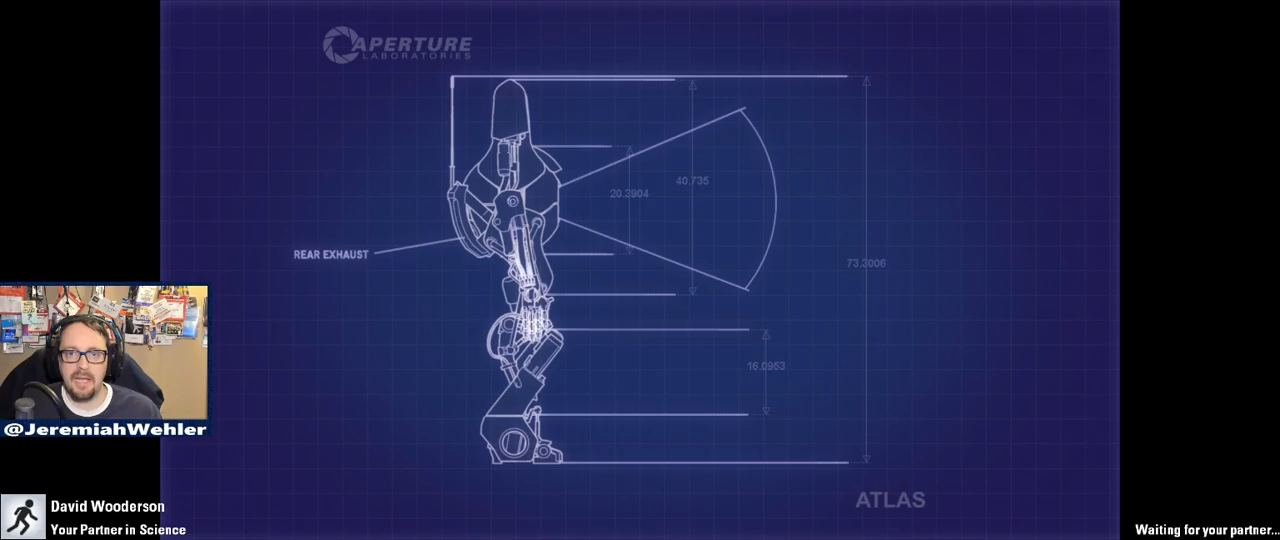 APERTURE
LABORATORIES
20.3904
40.735
REAR EXHAUST
73.3006
16.0953
@JeremiahWehler
ATLAS
David Wooderson
Your Partner in Science
Waiting for your partner...